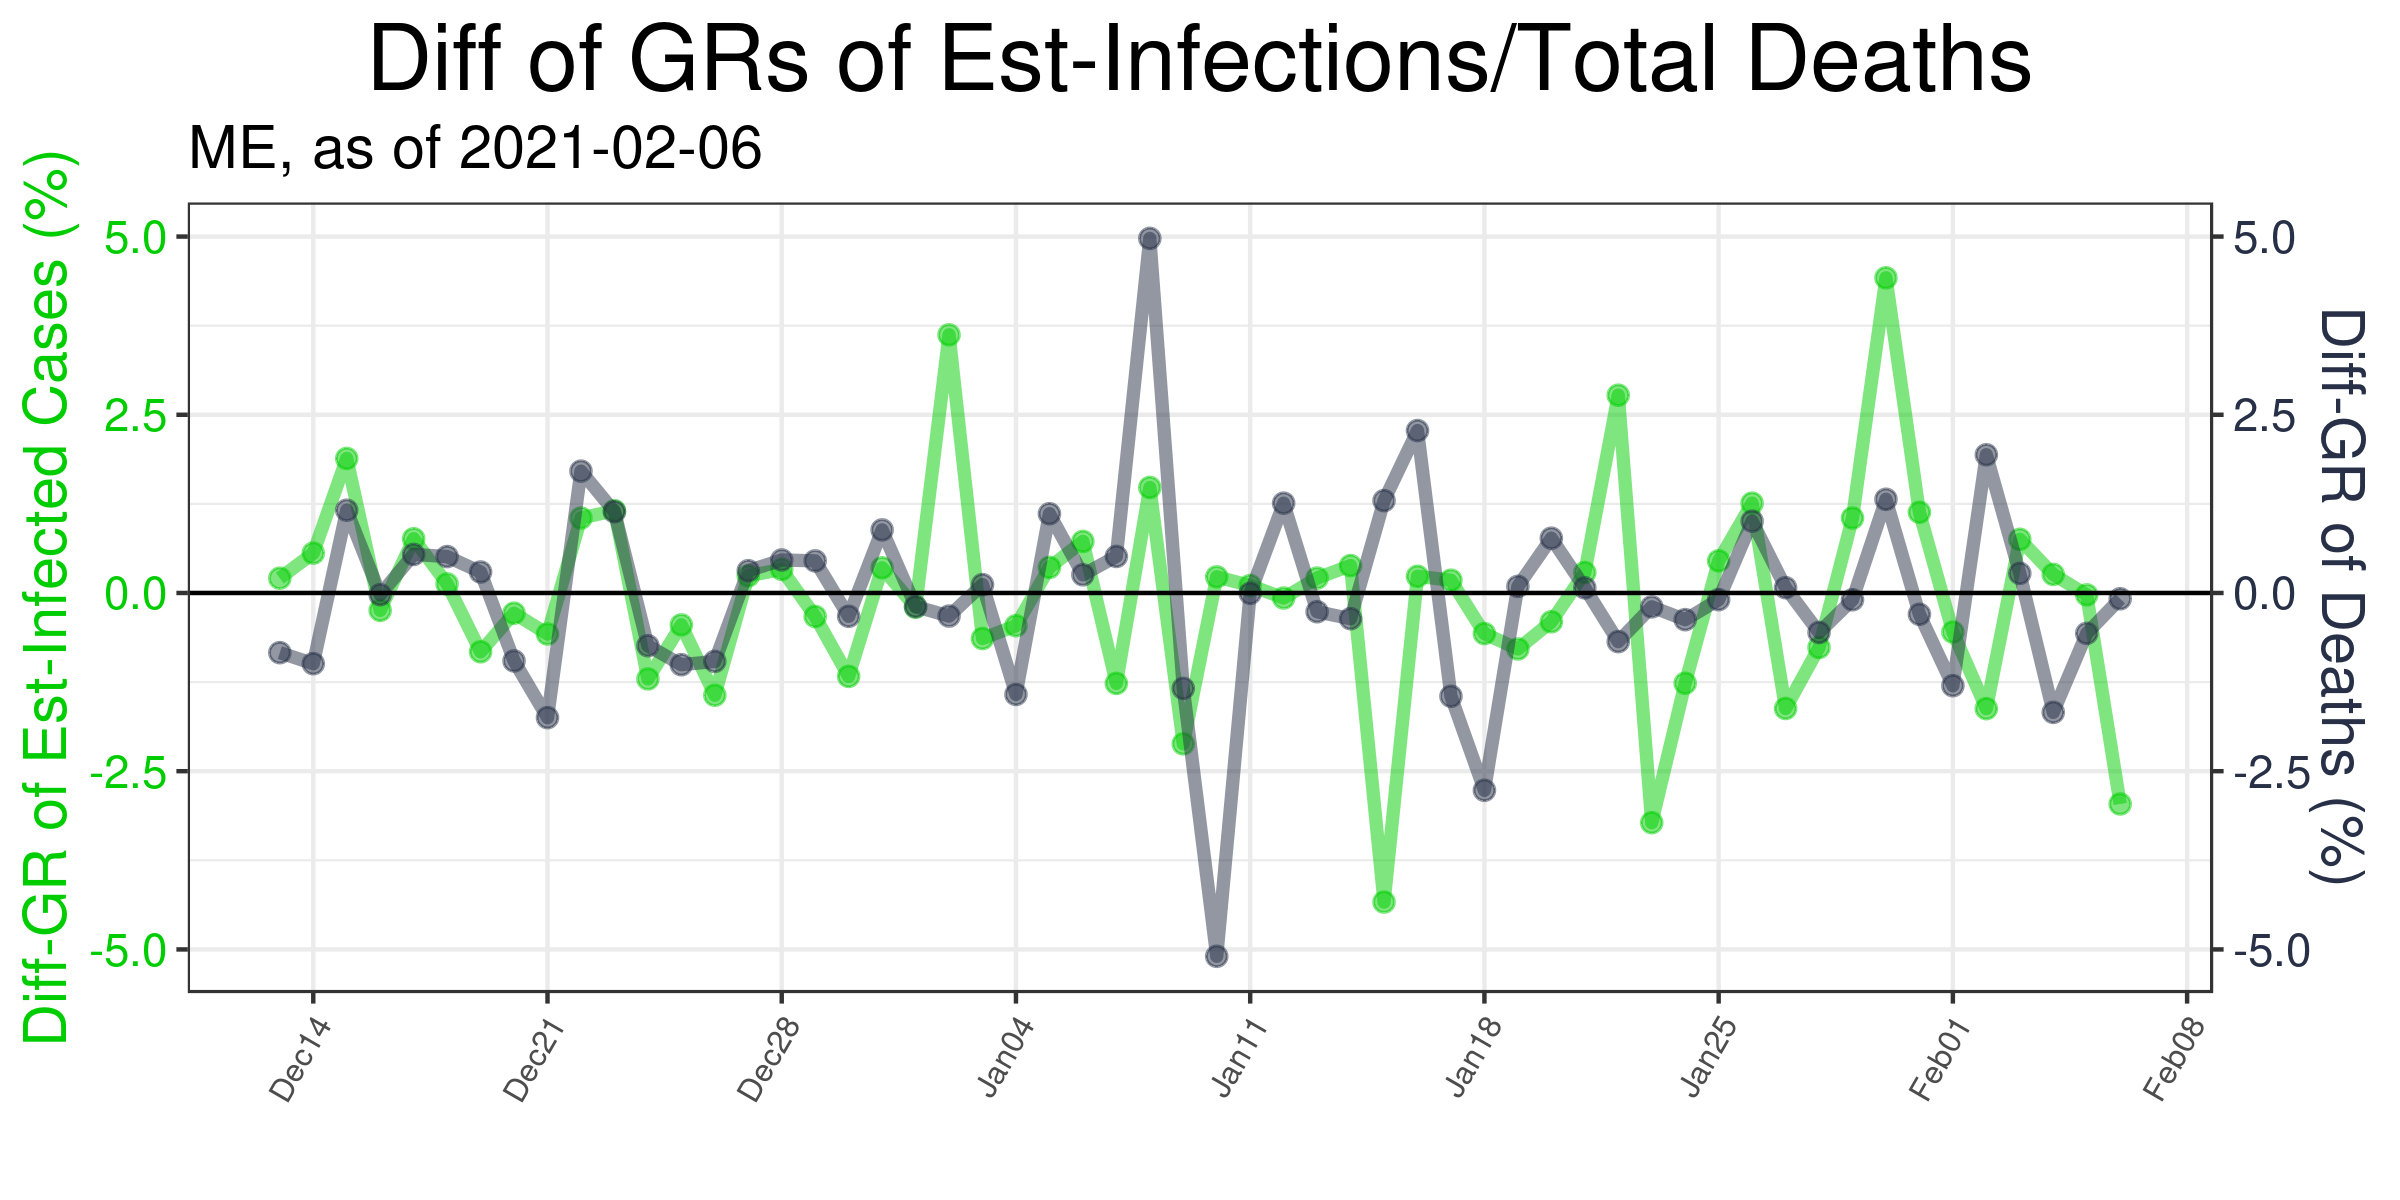 Diff of GRs of Est-Infections/Total Deaths
ME, as of 2021-02-06
Diff-GR of Est-Infected Cases (%)
5.0
2.5
0.0
-2.5
-5.0
5.0
2.5
0.0
-2.5
-5.0
Diff-GR of Deaths (%)
Dec14
Dec21
Dec28
Jan04
Jan11
Jan18
Jan25
Feb01
Feb08